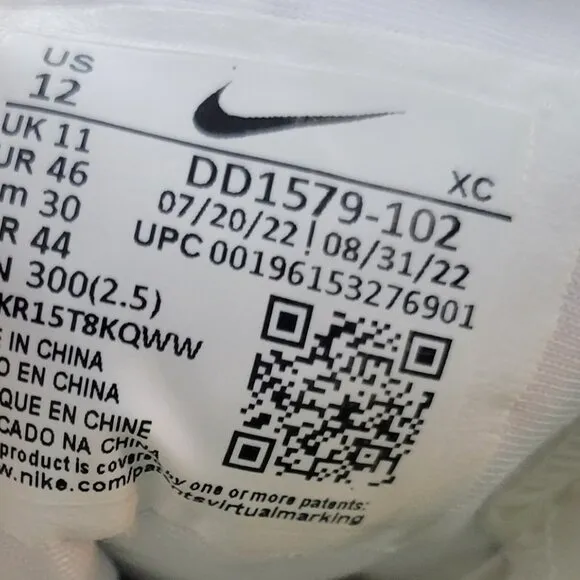 US
12
UK 11
UR 46
m 30
R 44
N 300(2.5)
KR15T8KQWW
XC
DD1579-102
07/20/22 | 08/31/22
UPC 00196153276901
E IN CHINA
O EN CHINA
QUE EN CHINE
CADO NA CHINA
product is covered by one or more patents:
w.nike.com/patentsvirtualmarking